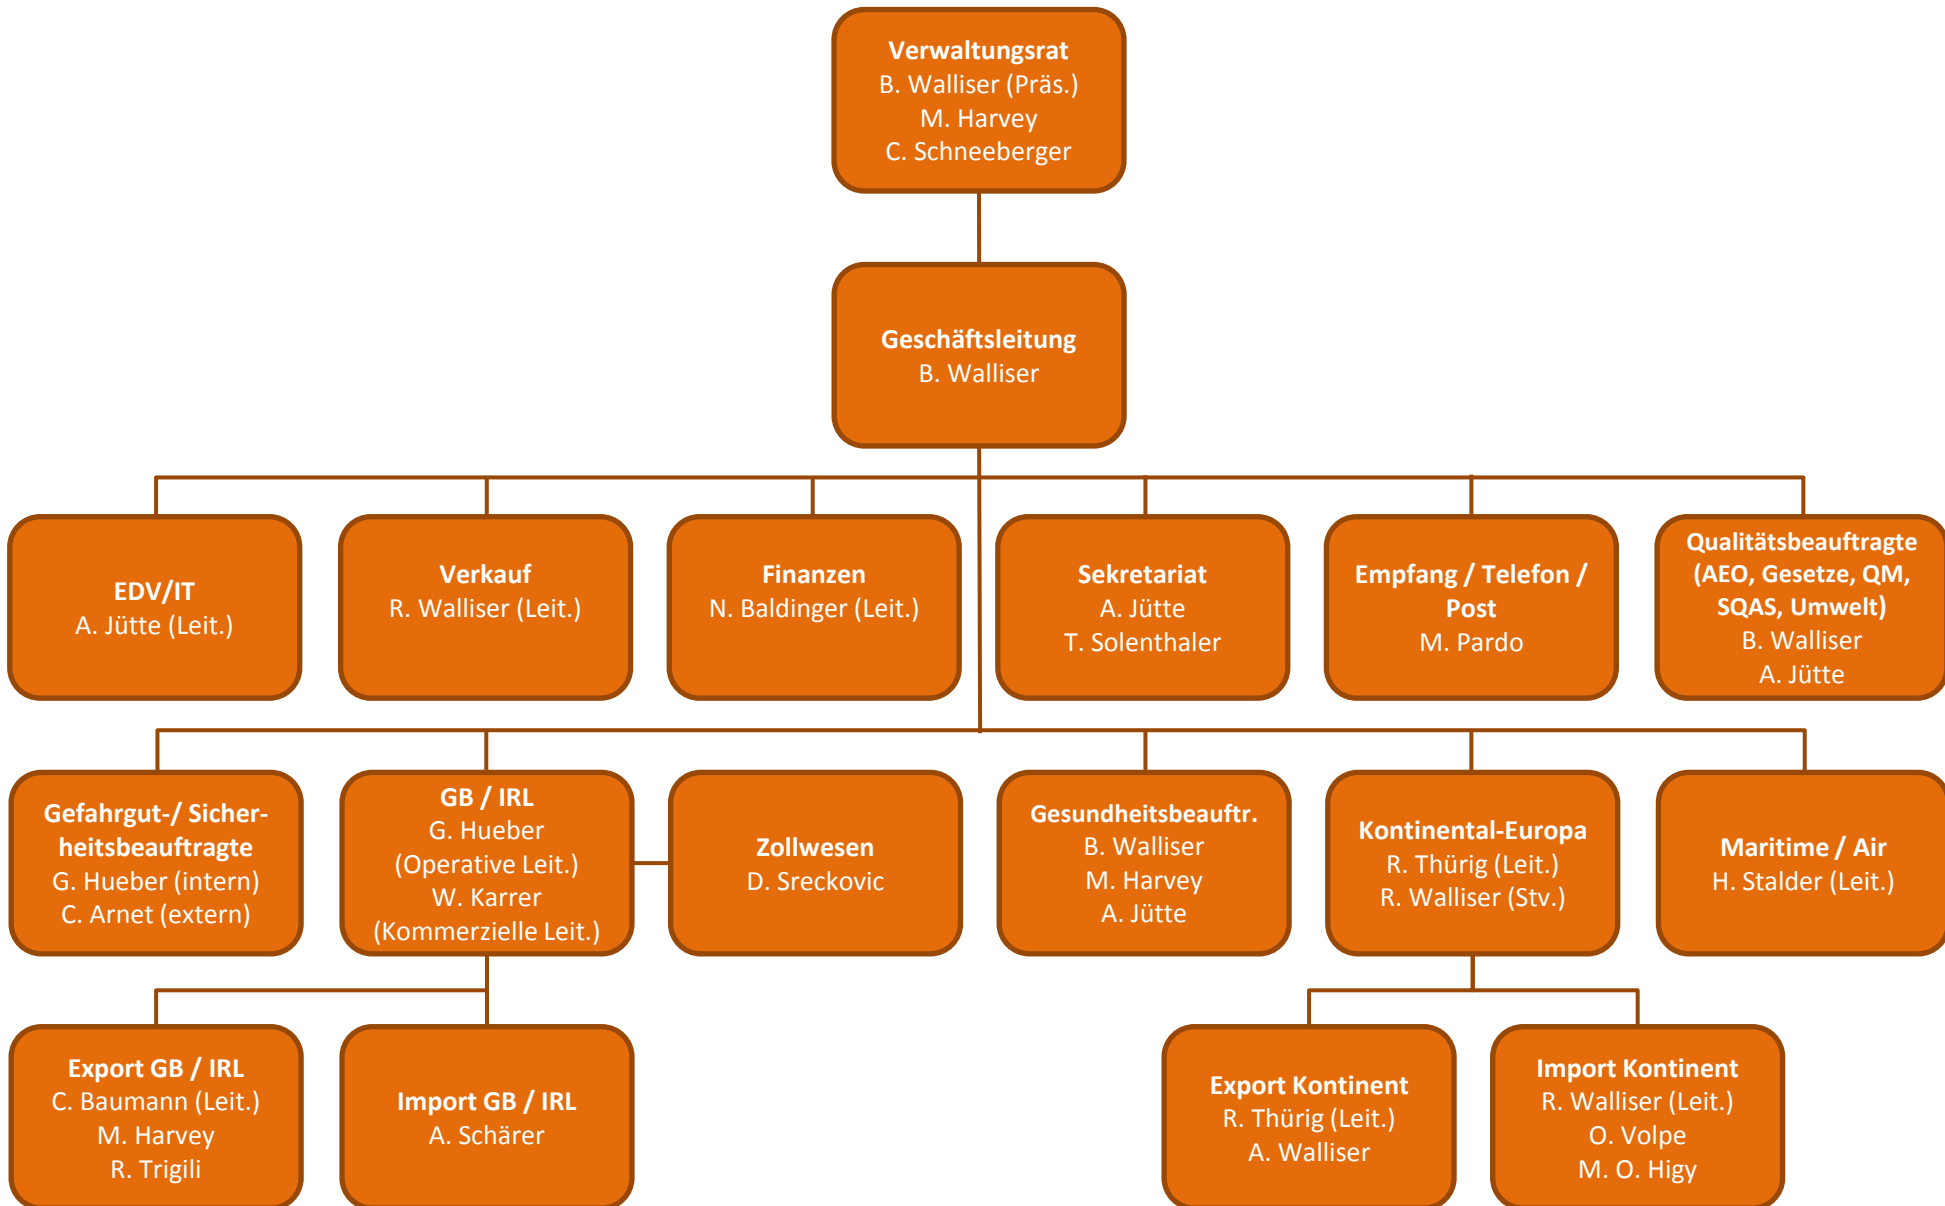 Verwaltungsrat
B. Walliser (Präs.)
M. Harvey
C. Schneeberger
Geschäftsleitung
B. Walliser
EDV/IT
A. Jütte (Leit.)
Verkauf
R. Walliser (Leit.)
Finanzen
N. Baldinger (Leit.)
Sekretariat
A. Jütte
T. Solenthaler
Empfang / Telefon /
Post
M. Pardo
Qualitätsbeauftragte
(AEO, Gesetze, QM,
SQAS, Umwelt)
B. Walliser
A. Jütte
Gefahrgut-/ Sicher-
heitsbeauftragte
G. Hueber (intern)
C. Arnet (extern)
GB / IRL
G. Hueber
(Operative Leit.)
W. Karrer
(Kommerzielle Leit.)
Zollwesen
D. Sreckovic
Gesundheitsbeauftr.
B. Walliser
M. Harvey
A. Jütte
Kontinental-Europa
R. Thürig (Leit.)
R. Walliser (Stv.)
Maritime / Air
H. Stalder (Leit.)
Export GB / IRL
C. Baumann (Leit.)
M. Harvey
R. Trigili
Import GB / IRL
A. Schärer
Export Kontinent
R. Thürig (Leit.)
A. Walliser
Import Kontinent
R. Walliser (Leit.)
O. Volpe
M. O. Higy